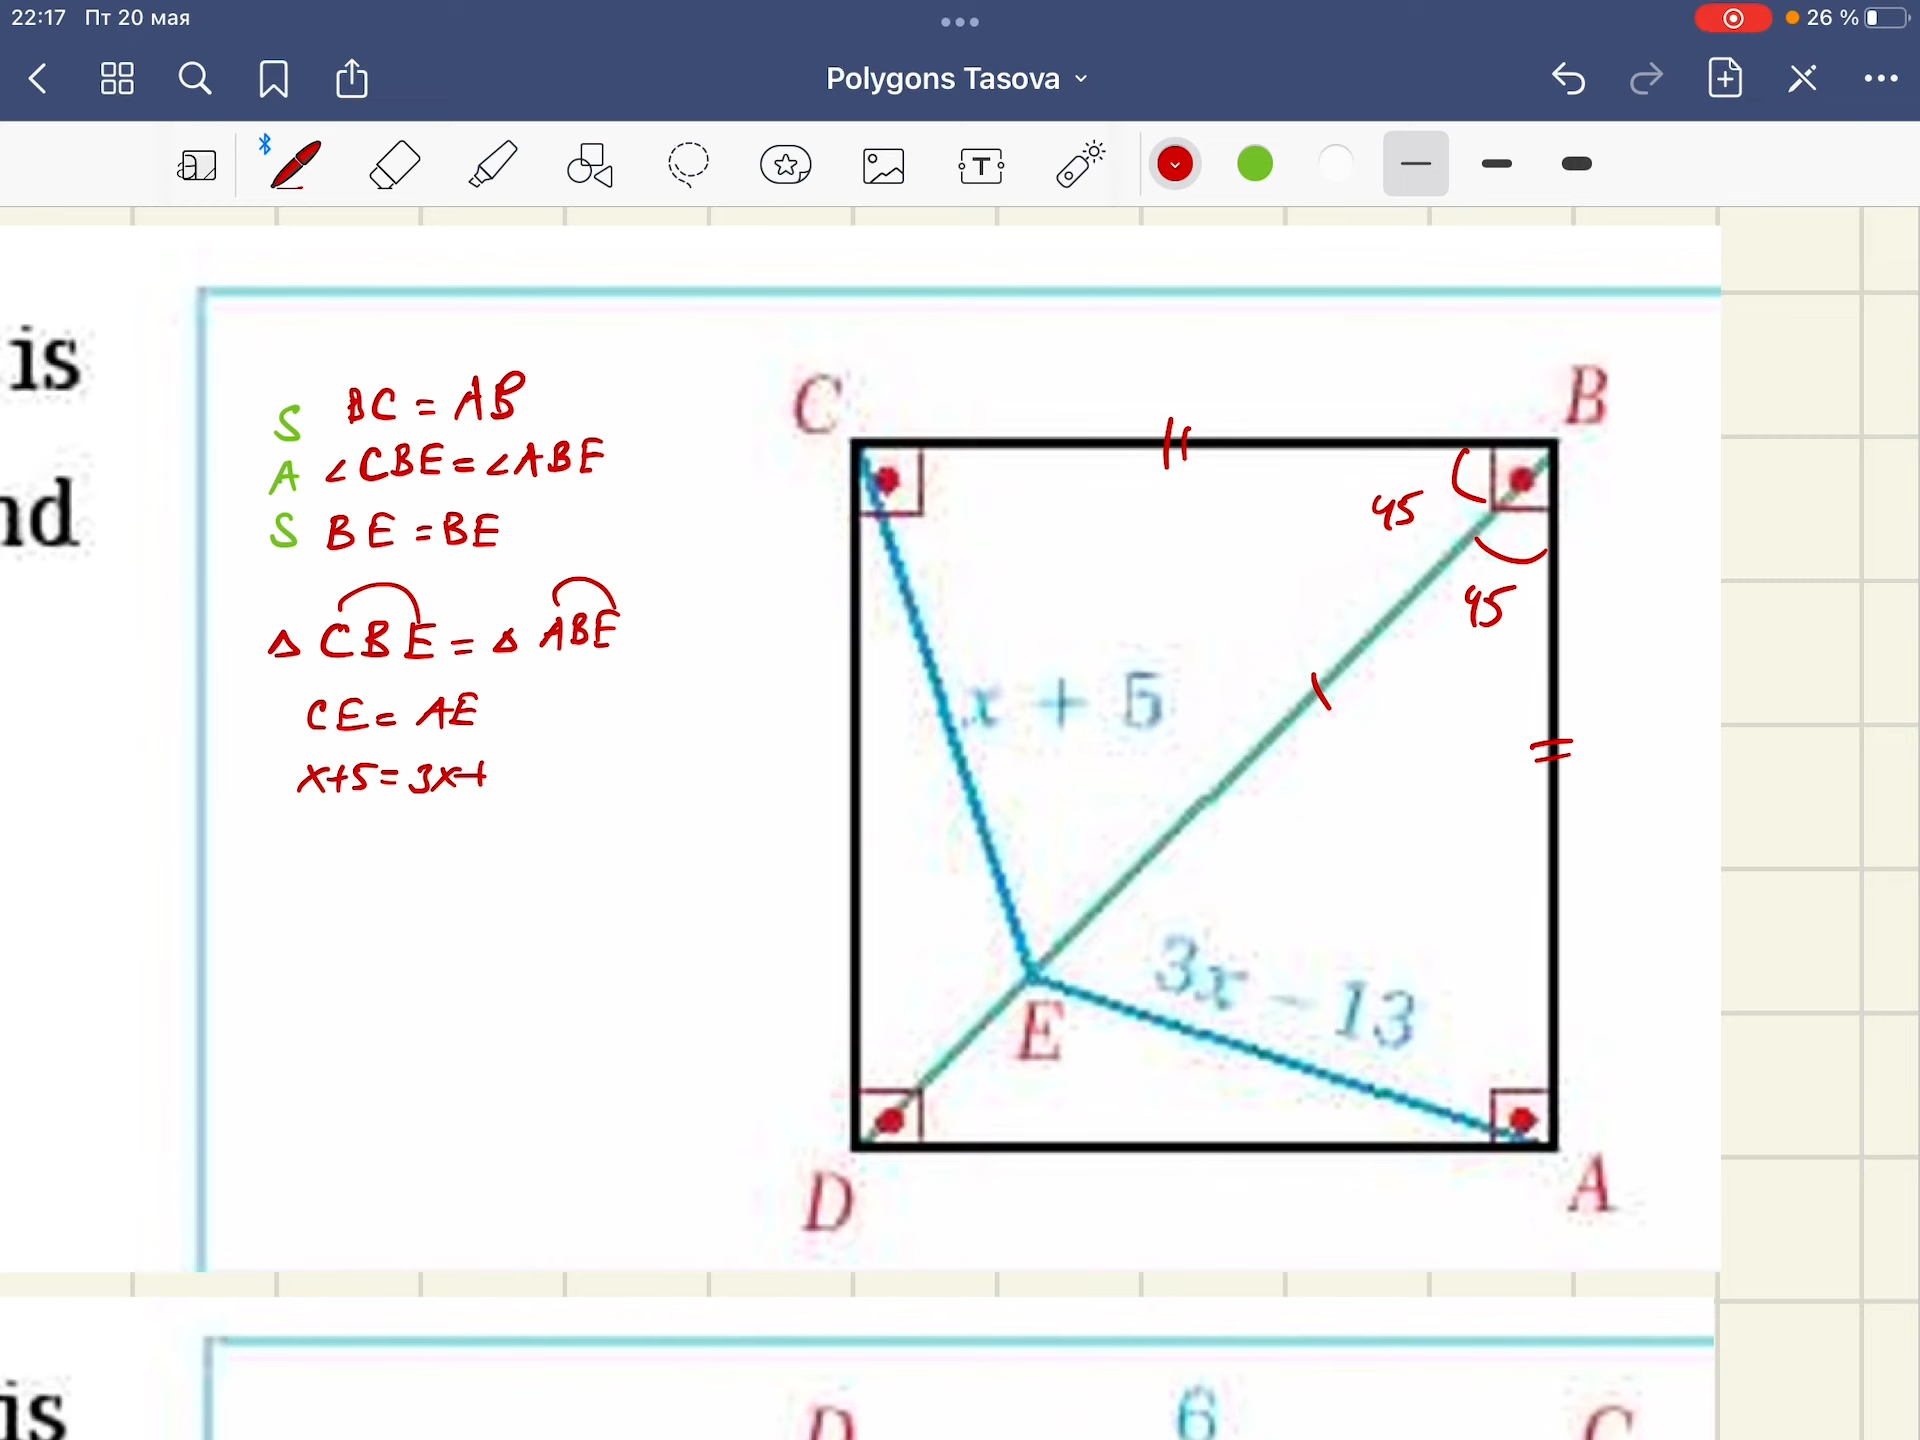 22:17 Пт 20 мая
26 %
Polygons Tasova
is
nd
S BC = AB
A ∠CBE = ∠ABE
S BE = BE
△ CBE = △ ABE
CE = AE
x+5 = 3x-1
C
B
45
45
x + 5
3x - 13
E
D
A
is
D
6
C